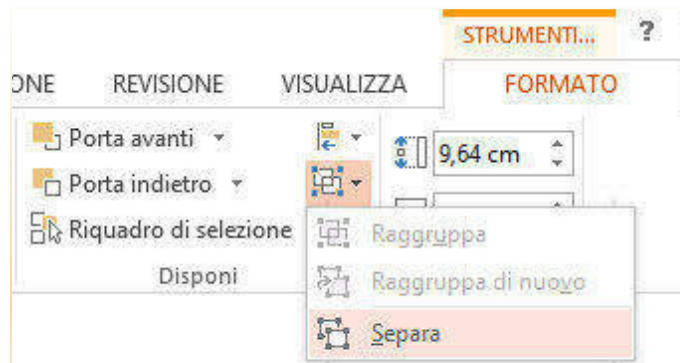 STRUMENTI... ?
ONE REVISIONE VISUALIZZA FORMATO
Porta avanti
9,64 cm
Porta indietro
Riquadro di selezione
Raggruppa
Disponi
Raggruppa di nuovo
Separa